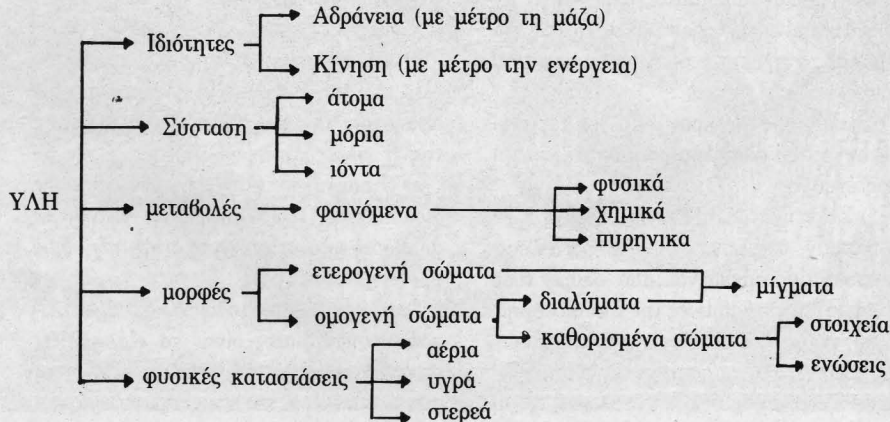 Αδράνεια (με μέτρο τη μάζα)
Ιδιότητες
Κίνηση (με μέτρο την ενέργεια)
άτομα
Σύσταση
μόρια
ιόντα
ΥΛΗ
μεταβολές
φαινόμενα
φυσικά
χημικά
πυρηνικα
μορφές
ετερογενή σώματα
μίγματα
ομογενή σώματα
διαλύματα
καθορισμένα σώματα
στοιχεία
ενώσεις
φυσικές καταστάσεις
αέρια
υγρά
στερεά